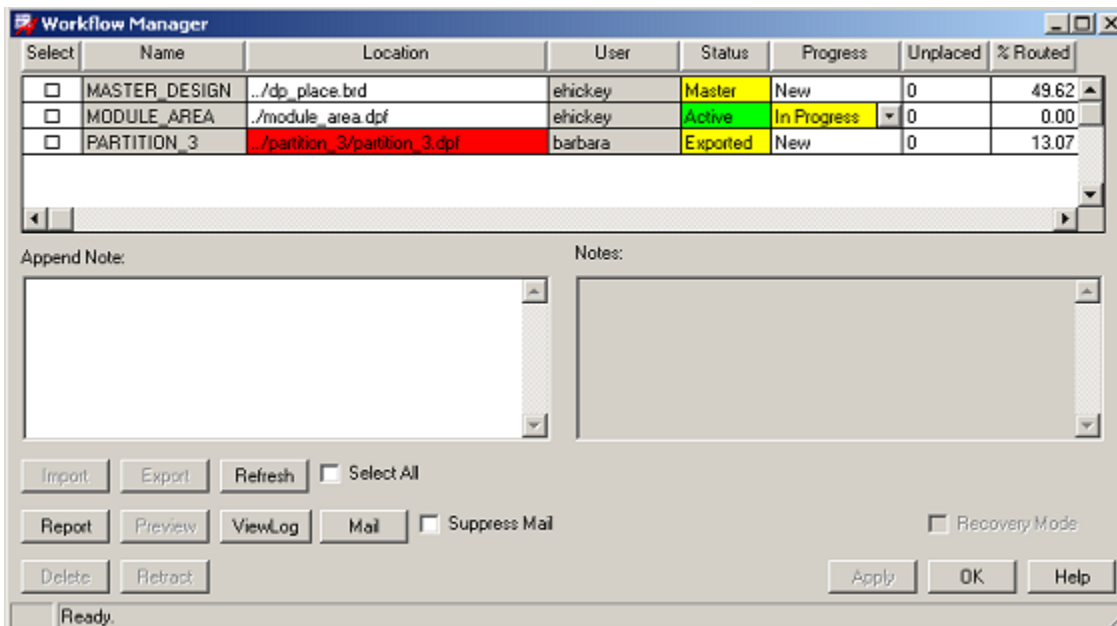 Workflow Manager
Select Name Location User Status Progress Unplaced % Routed
MASTER_DESIGN ../dp_place.brd ehickey Master New 0 49.62
MODULE_AREA ./module_area.dpf ehickey Active In Progress 0 0.00
PARTITION_3 ../partition_3/partition_3.dpf barbara Exported New 0 13.07
Append Note: Notes:
Import Export Refresh Select All
Report Preview ViewLog Mail Suppress Mail Recovery Mode
Delete Retract Apply OK Help
Ready.